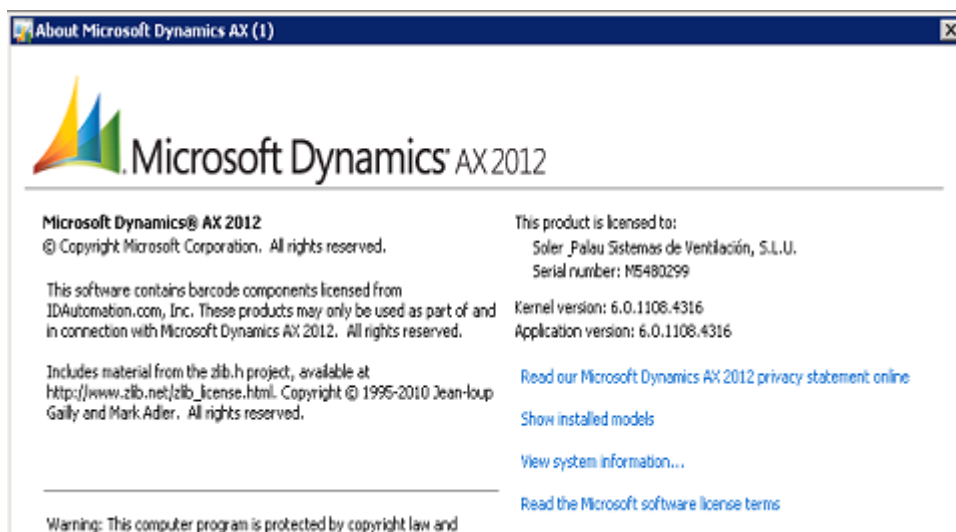 About Microsoft Dynamics AX (1)
Microsoft Dynamics AX 2012
Microsoft Dynamics® AX 2012
© Copyright Microsoft Corporation. All rights reserved.
This software contains barcode components licensed from
IDAutomation.com, Inc. These products may only be used as part of and
in connection with Microsoft Dynamics AX 2012. All rights reserved.
Includes material from the zlib.h project, available at
http://www.zlib.net/zlib_license.html. Copyright © 1995-2010 Jean-loup
Gailly and Mark Adler. All rights reserved.
Warning: This computer program is protected by copyright law and
This product is licensed to:
Soler _Palau Sistemas de Ventilación, S.L.U.
Serial number: M5480299
Kernel version: 6.0.1108.4316
Application version: 6.0.1108.4316
Read our Microsoft Dynamics AX 2012 privacy statement online
Show installed models
View system information...
Read the Microsoft software license terms